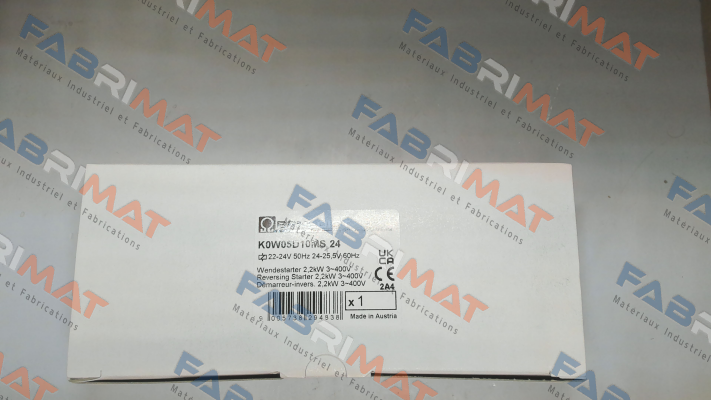 K0W05D10MS 24
22-24V 50Hz 24-25,5V 60Hz
Wendestarter 2,2kW 3~400V
Reversing Starter 2,2kW 3~400V
Démarreur-invers. 2,2kW 3~400V
UK
CA
CE
2A4
x 1
Made in Austria
FABRIMAT
Matériaux Industriel et Fabrications